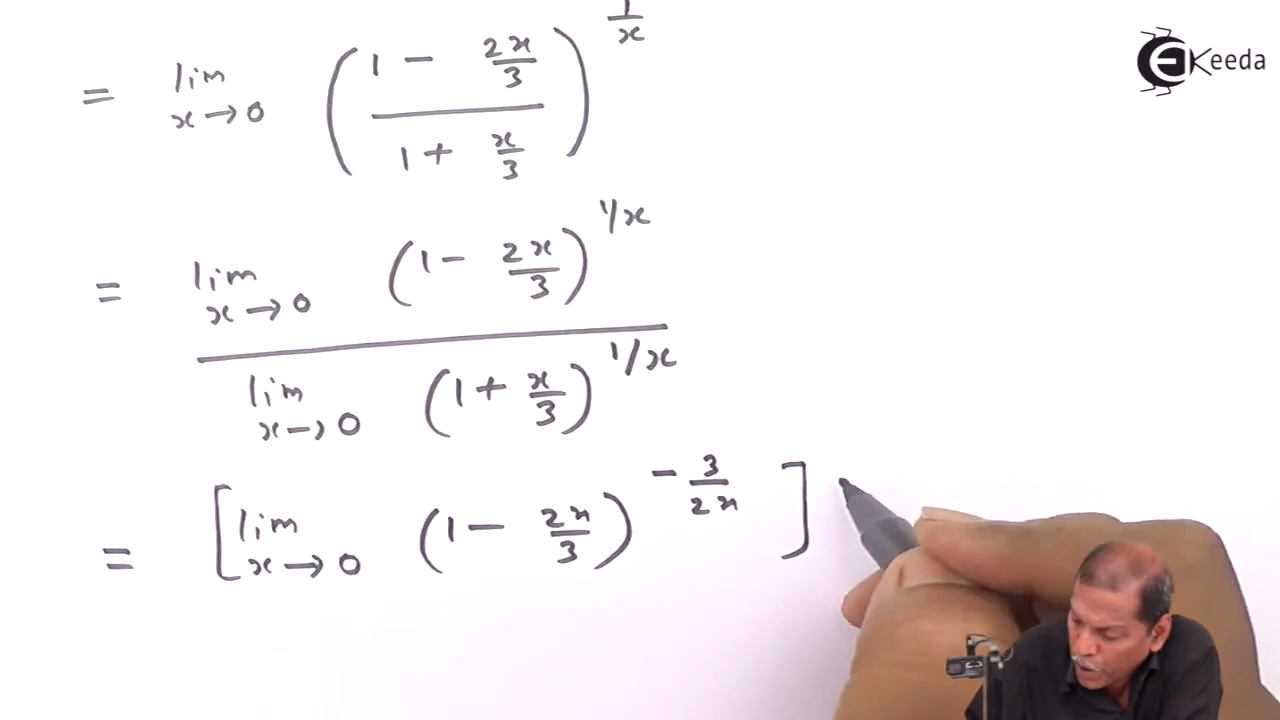 EKeeda
= lim x→0 ( (1 - 2x/3) / (1 + x/3) )^(1/x)
= lim x→0 (1 - 2x/3)^(1/x)
lim x→0 (1 + x/3)^(1/x)
= [ lim x→0 (1 - 2x/3)^(-3/2x) ]